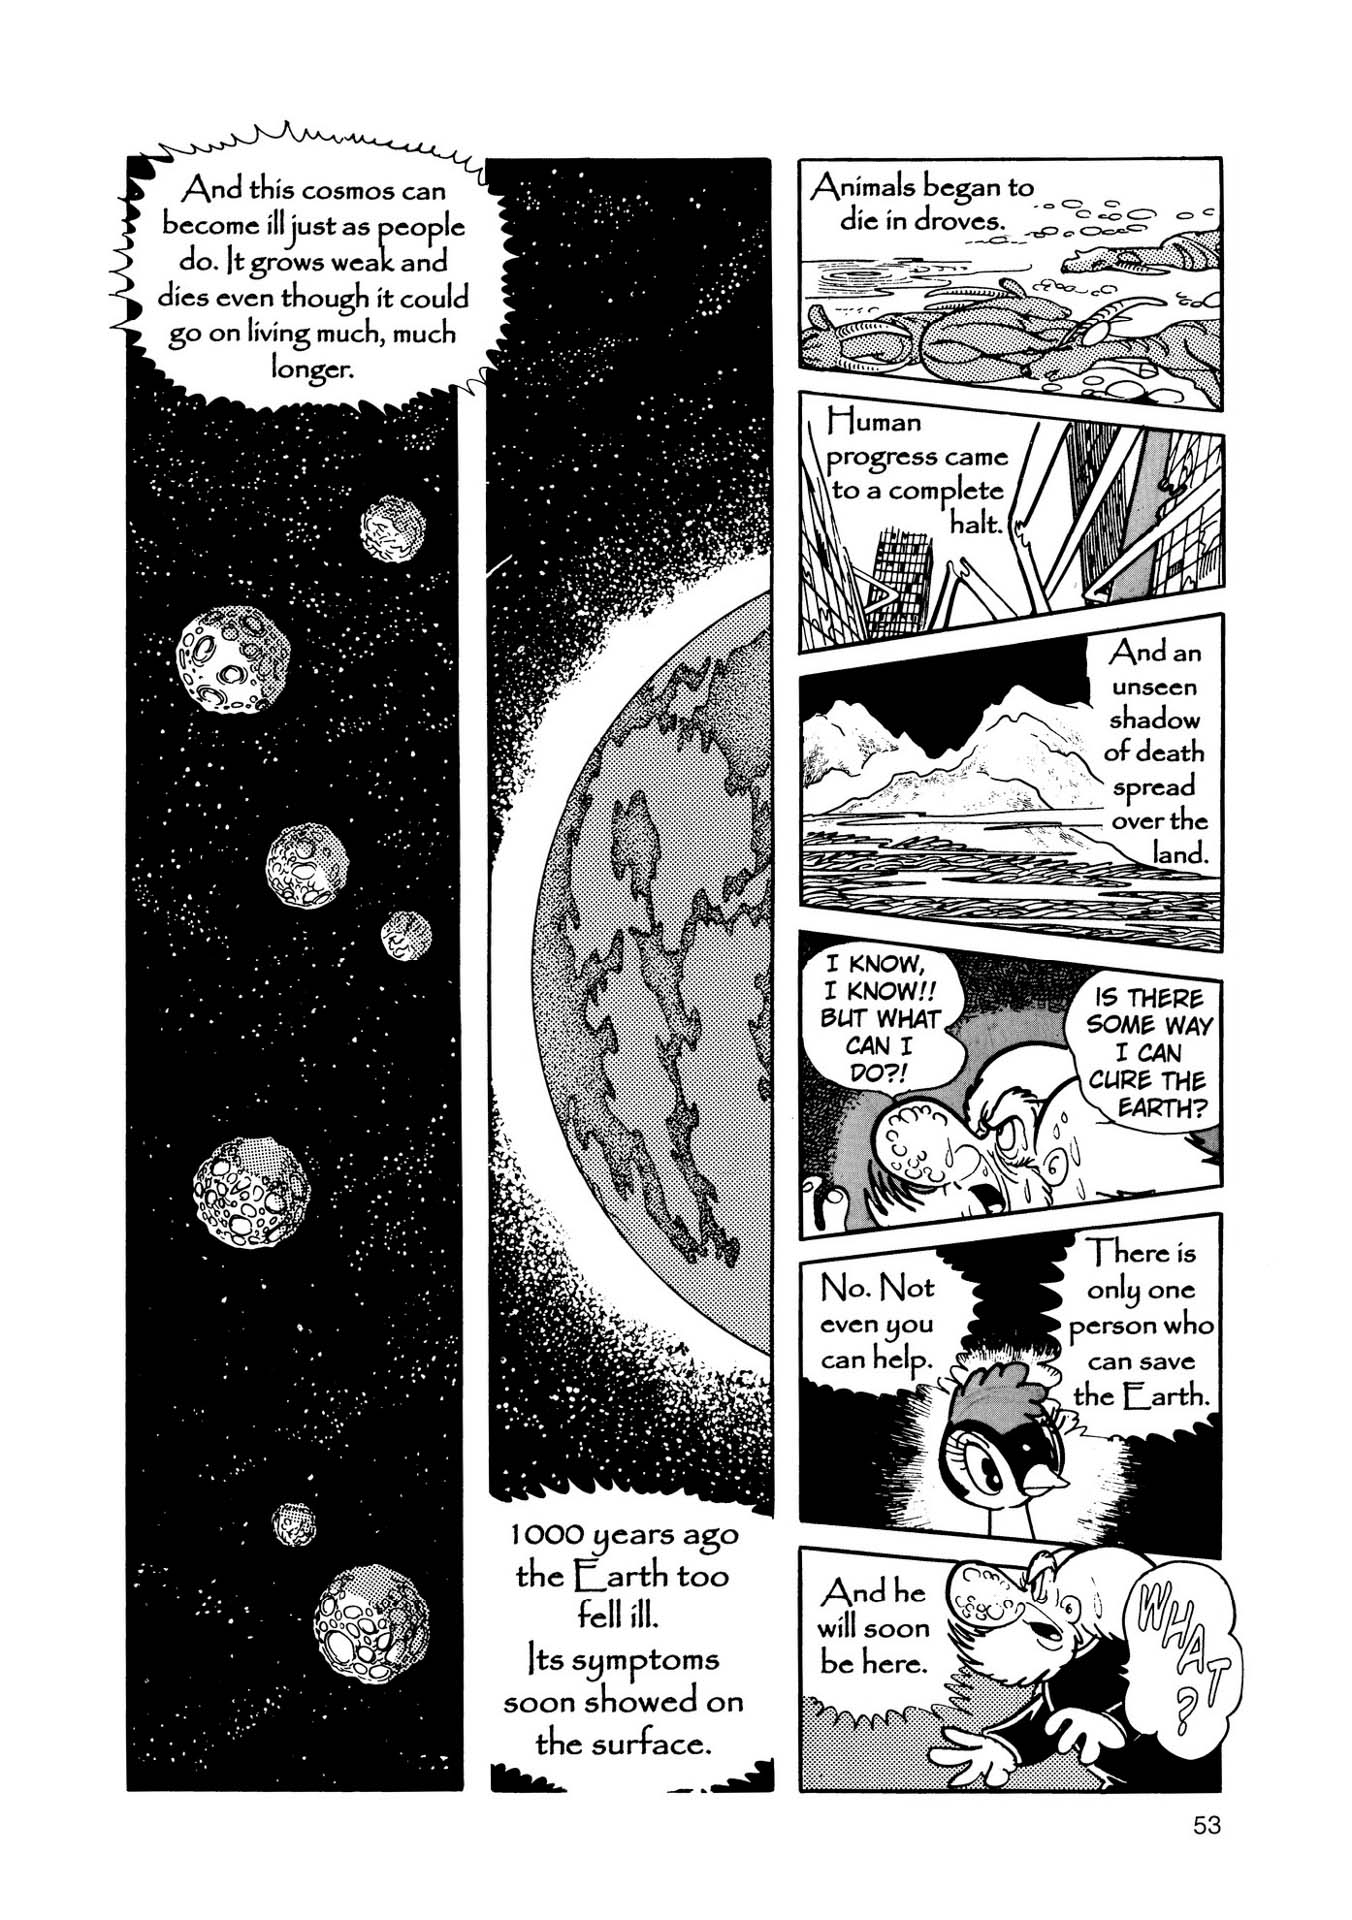 And this cosmos can
become ill just as people
do. It grows weak and
dies even though it could
go on living much, much
longer.
1000 years ago
the Earth too
fell ill.
Its symptoms
soon showed on
the surface.
Animals began to
die in droves.
Human
progress came
to a complete
halt.
And an
unseen
shadow
of death
spread
over the
land.
I KNOW,
I KNOW!!
BUT WHAT
CAN I
DO?!
IS THERE
SOME WAY
I CAN
CURE THE
EARTH?
No. Not
even you
can help.
There is
only one
person who
can save
the Earth.
And he
will soon
be here.
WHAT
?
53